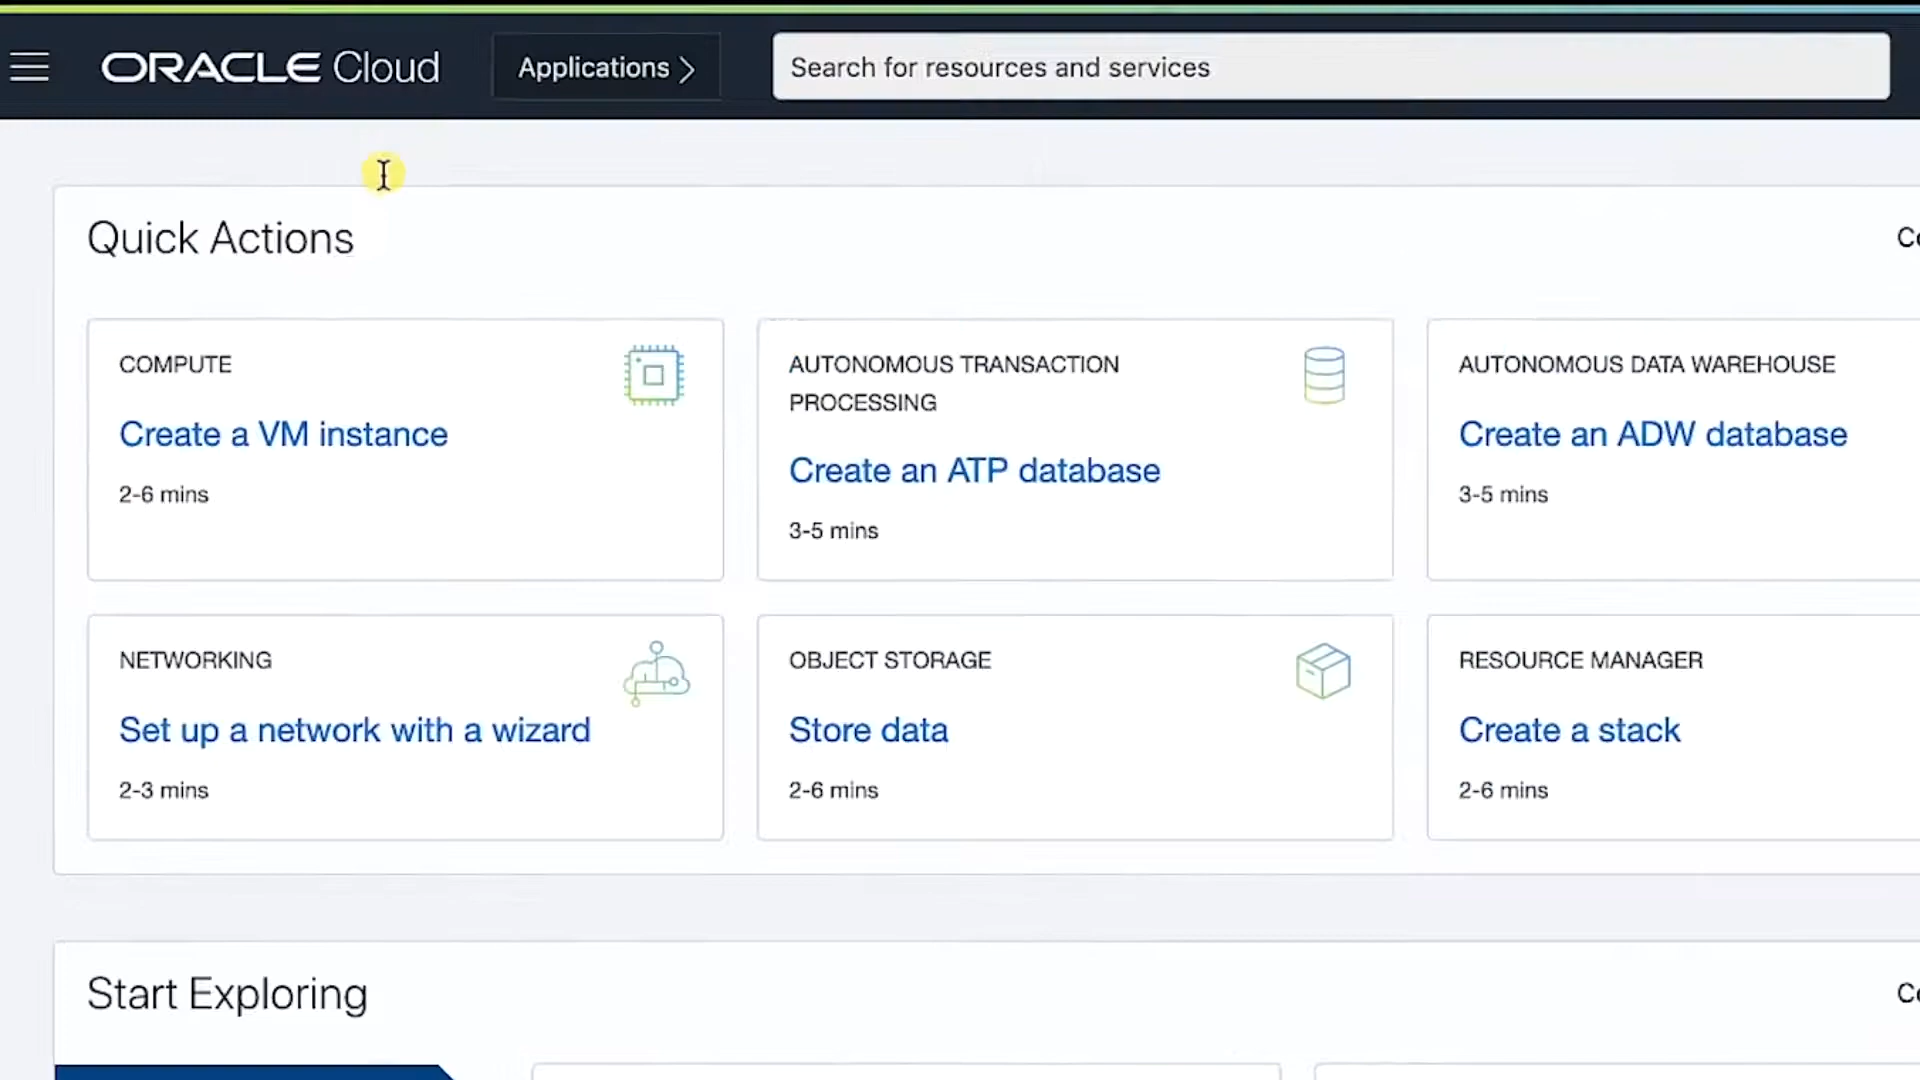 ORACLE Cloud
Applications
Search for resources and services
Quick Actions
COMPUTE
Create a VM instance
2-6 mins
AUTONOMOUS TRANSACTION
PROCESSING
Create an ATP database
3-5 mins
AUTONOMOUS DATA WAREHOUSE
Create an ADW database
3-5 mins
NETWORKING
Set up a network with a wizard
2-3 mins
OBJECT STORAGE
Store data
2-6 mins
RESOURCE MANAGER
Create a stack
2-6 mins
Start Exploring